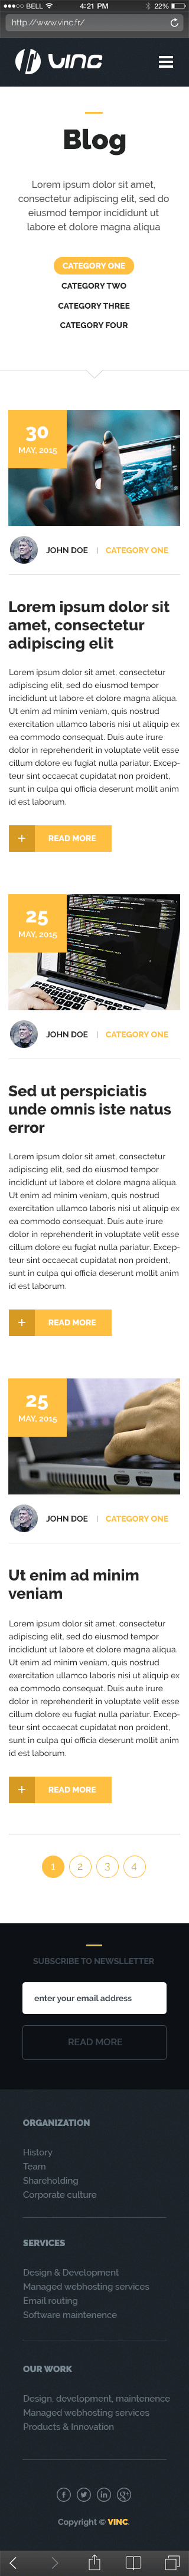 BELL 4:21 PM 22%
http://www.vinc.fr/
VINC
Blog
Lorem ipsum dolor sit amet,
consectetur adipiscing elit, sed do
eiusmod tempor incididunt ut
labore et dolore magna aliqua
CATEGORY ONE
CATEGORY TWO
CATEGORY THREE
CATEGORY FOUR
30
MAY, 2015
JOHN DOE | CATEGORY ONE
Lorem ipsum dolor sit
amet, consectetur
adipiscing elit
Lorem ipsum dolor sit amet, consectetur
adipiscing elit, sed do eiusmod tempor
incididunt ut labore et dolore magna aliqua.
Ut enim ad minim veniam, quis nostrud
exercitation ullamco laboris nisi ut aliquip ex
ea commodo consequat. Duis aute irure
dolor in reprehenderit in voluptate velit esse
cillum dolore eu fugiat nulla pariatur. Excep-
teur sint occaecat cupidatat non proident,
sunt in culpa qui officia deserunt mollit anim
id est laborum.
+ READ MORE
25
MAY, 2015
JOHN DOE | CATEGORY ONE
Sed ut perspiciatis
unde omnis iste natus
error
Lorem ipsum dolor sit amet, consectetur
adipiscing elit, sed do eiusmod tempor
incididunt ut labore et dolore magna aliqua.
Ut enim ad minim veniam, quis nostrud
exercitation ullamco laboris nisi ut aliquip ex
ea commodo consequat. Duis aute irure
dolor in reprehenderit in voluptate velit esse
cillum dolore eu fugiat nulla pariatur. Excep-
teur sint occaecat cupidatat non proident,
sunt in culpa qui officia deserunt mollit anim
id est laborum.
+ READ MORE
25
MAY, 2015
JOHN DOE | CATEGORY ONE
Ut enim ad minim
veniam
Lorem ipsum dolor sit amet, consectetur
adipiscing elit, sed do eiusmod tempor
incididunt ut labore et dolore magna aliqua.
Ut enim ad minim veniam, quis nostrud
exercitation ullamco laboris nisi ut aliquip ex
ea commodo consequat. Duis aute irure
dolor in reprehenderit in voluptate velit esse
cillum dolore eu fugiat nulla pariatur. Excep-
teur sint occaecat cupidatat non proident,
sunt in culpa qui officia deserunt mollit anim
id est laborum.
+ READ MORE
1 2 3 4
SUBSCRIBE TO NEWSLLETTER
enter your email address
READ MORE
ORGANIZATION
History
Team
Shareholding
Corporate culture
SERVICES
Design & Development
Managed webhosting services
Email routing
Software maintenence
OUR WORK
Design, development, maintenence
Managed webhosting services
Products & Innovation
Copyright © VINC.